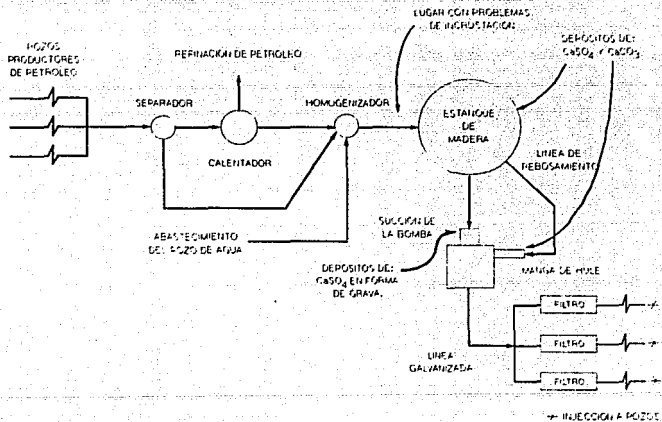 POZOS
PRODUCTORES
DE PETROLEO
SEPARADOR
REFINACION DE PETROLEO
CALENTADOR
HOMOGENIZADOR
LUGAR CON PROBLEMAS
DE INCRUSTACION
DEPOSITOS DE:
CaSO4 Y CaCO3
ESTANQUE
DE
MADERA
LINEA DE
REBOSAMIENTO
ABASTECIMIENTO
DEL POZO DE AGUA
SUCCION DE
LA BOMBA
DEPOSITOS DE:
CaSO4 EN FORMA
DE GRAVA.
MANGA DE HULE
LINEA
GALVANIZADA
FILTRO
FILTRO
FILTRO
INJECCION A POZOS